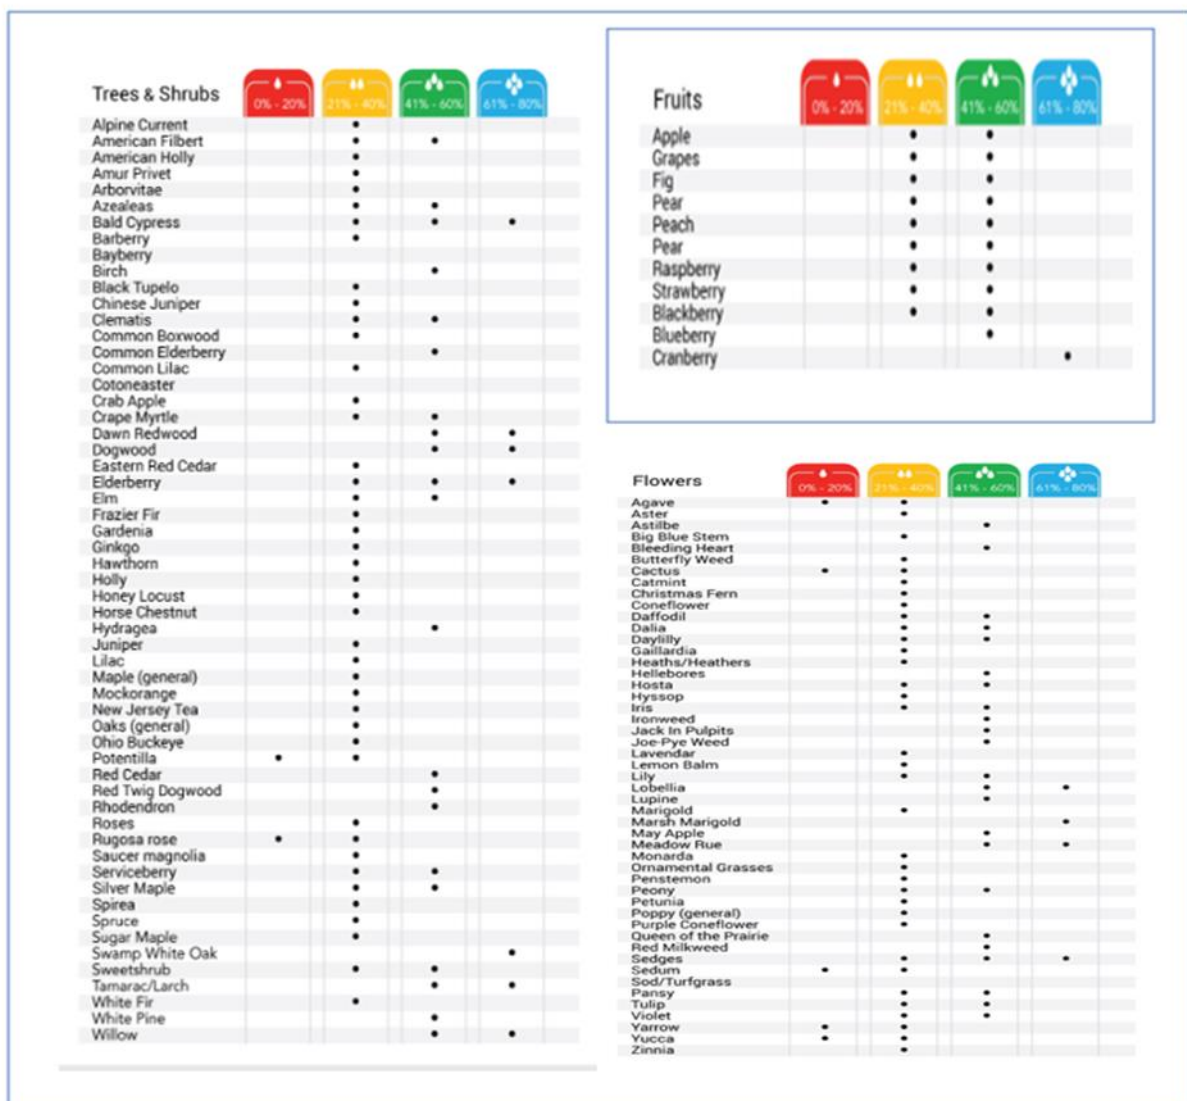 Trees & Shrubs 0% - 20% 21% - 40% 41% - 60% 61% - 80%
Alpine Current
American Filbert
American Holly
Amur Privet
Arborvitae
Azealeas
Bald Cypress
Barberry
Bayberry
Birch
Black Tupelo
Chinese Juniper
Clematis
Common Boxwood
Common Elderberry
Common Lilac
Cotoneaster
Crab Apple
Crape Myrtle
Dawn Redwood
Dogwood
Eastern Red Cedar
Elderberry
Elm
Frazier Fir
Gardenia
Ginkgo
Hawthorn
Holly
Honey Locust
Horse Chestnut
Hydragea
Juniper
Lilac
Maple (general)
Mockorange
New Jersey Tea
Oaks (general)
Ohio Buckeye
Potentilla
Red Cedar
Red Twig Dogwood
Rhodendron
Roses
Rugosa rose
Saucer magnolia
Serviceberry
Silver Maple
Spirea
Spruce
Sugar Maple
Swamp White Oak
Sweetshrub
Tamarac/Larch
White Fir
White Pine
Willow
Fruits 0% - 20% 21% - 40% 41% - 60% 61% - 80%
Apple
Grapes
Fig
Pear
Peach
Pear
Raspberry
Strawberry
Blackberry
Blueberry
Cranberry
Flowers 0% - 20% 21% - 40% 41% - 60% 61% - 80%
Agave
Aster
Astilbe
Big Blue Stem
Bleeding Heart
Butterfly Weed
Cactus
Catmint
Christmas Fern
Coneflower
Daffodil
Dalia
Daylilly
Gaillardia
Heaths/Heathers
Hellebores
Hosta
Hyssop
Iris
Ironweed
Jack In Pulpits
Joe-Pye Weed
Lavendar
Lemon Balm
Lily
Lobellia
Lupine
Marigold
Marsh Marigold
May Apple
Meadow Rue
Monarda
Ornamental Grasses
Penstemon
Peony
Petunia
Poppy (general)
Purple Coneflower
Queen of the Prairie
Red Milkweed
Sedges
Sedum
Sod/Turfgrass
Pansy
Tulip
Violet
Yarrow
Yucca
Zinnia